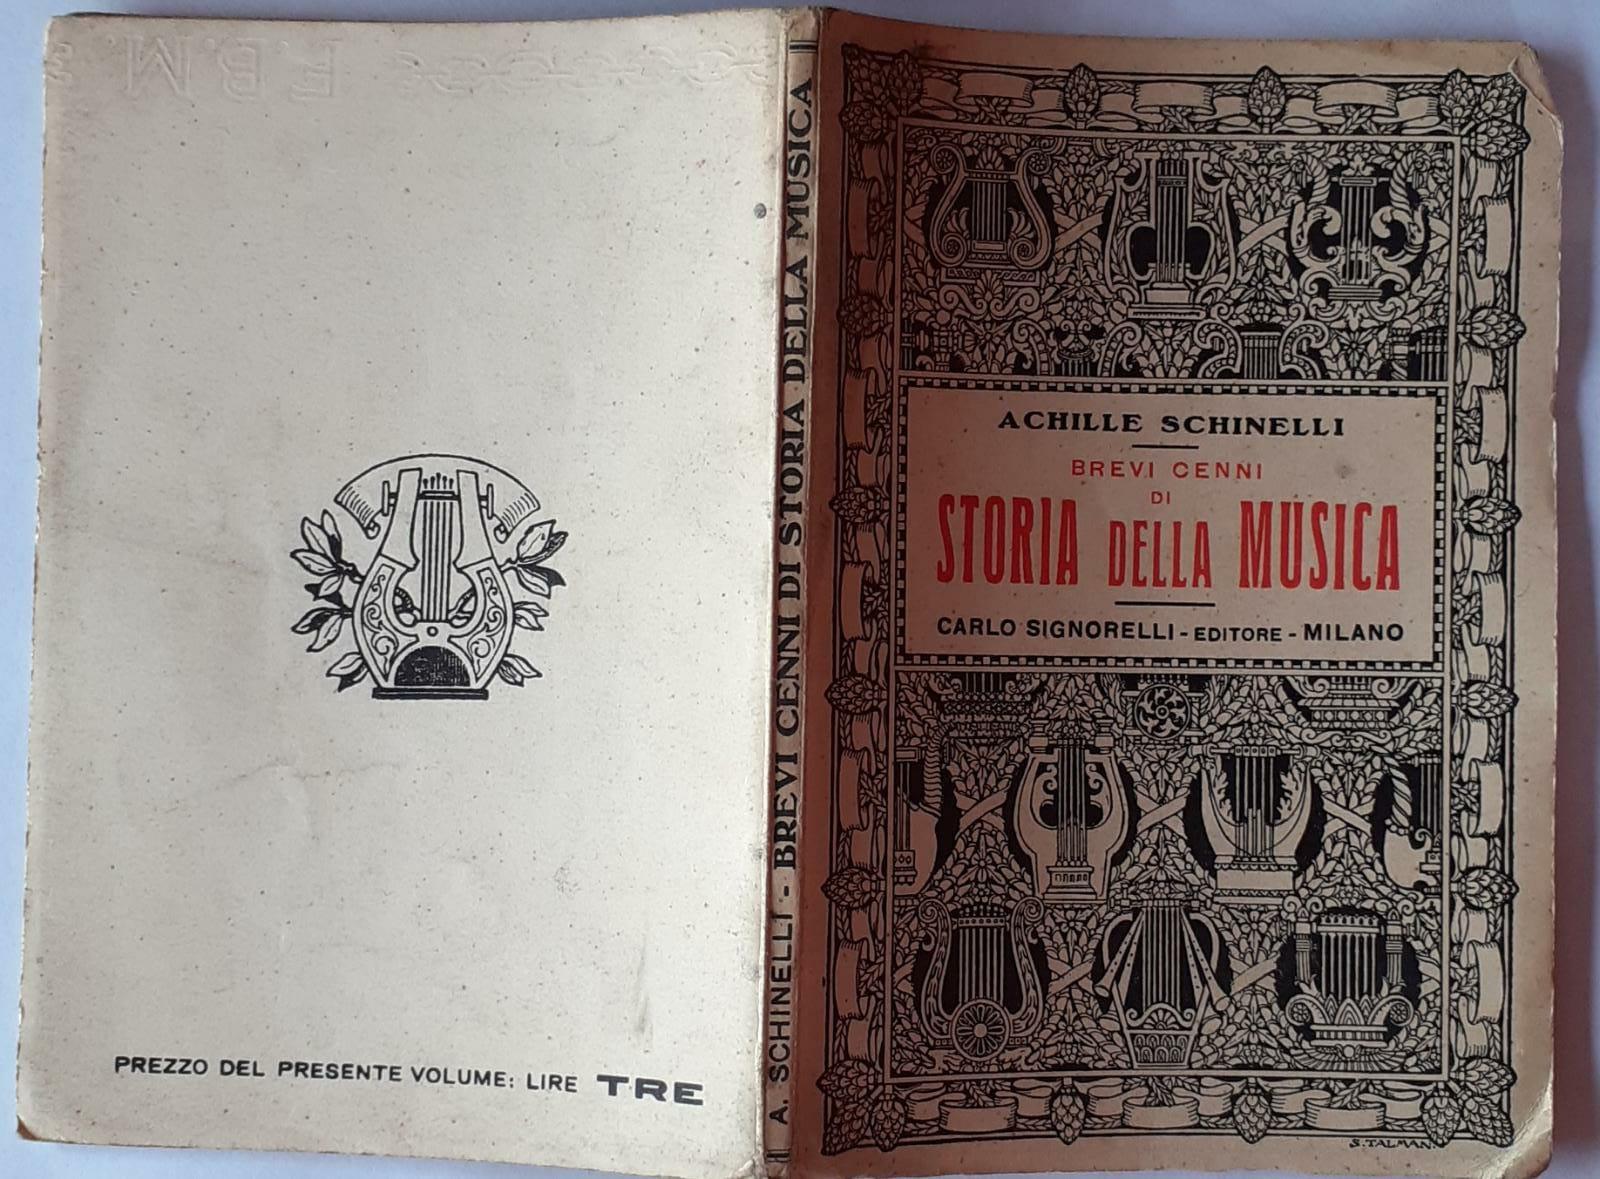 F.B.M.
PREZZO DEL PRESENTE VOLUME: LIRE TRE
A. SCHINELLI - BREVI CENNI DI STORIA DELLA MUSICA
ACHILLE SCHINELLI
BREVI CENNI
DI
STORIA DELLA MUSICA
CARLO SIGNORELLI - EDITORE - MILANO
S. TALMAN.